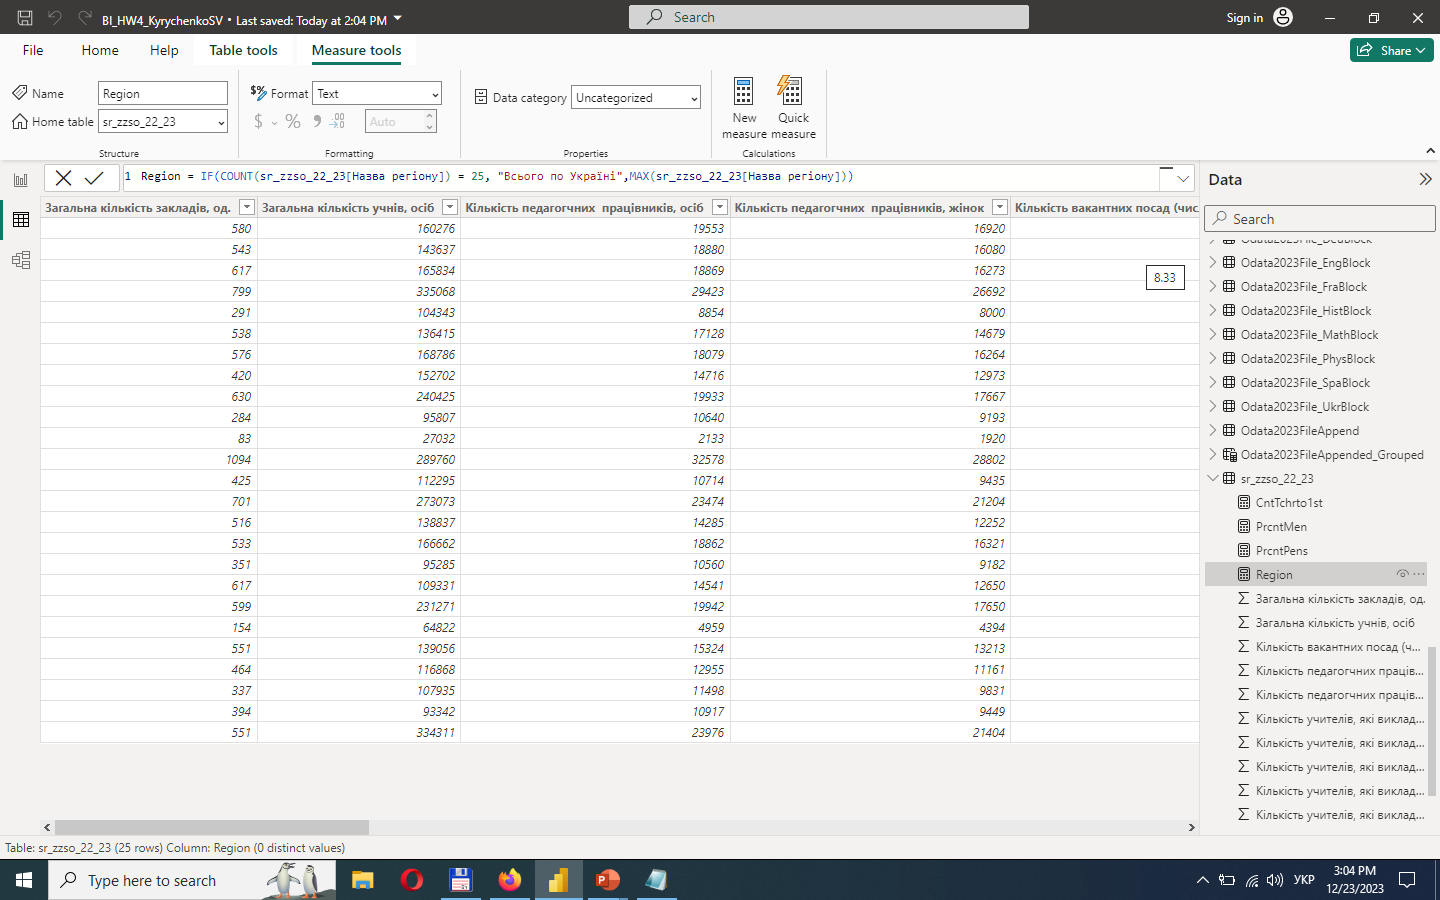 BI_HW4_KyrychenkoSV • Last saved: Today at 2:04 PM
Search
Sign in
File Home Help Table tools Measure tools
Share
Name Region
Home table sr_zzso_22_23
Structure
$% Format Text
$ % 9 .00 Auto
Formatting
Data category Uncategorized
Properties
New measure
Quick measure
Calculations
1 Region = IF(COUNT(sr_zzso_22_23[Назва регіону]) = 25, "Всього по Україні",MAX(sr_zzso_22_23[Назва регіону]))
Загальна кількість закладів, од. Загальна кількість учнів, осіб Кількість педагогчних працівників, осіб Кількість педагогчних працівників, жінок Кількість вакантних посад (чис.
580 160276 19553 16920
543 143637 18880 16080
617 165834 18869 16273
799 335068 29423 26692
291 104343 8854 8000
538 136415 17128 14679
576 168786 18079 16264
420 152702 14716 12973
630 240425 19933 17667
284 95807 10640 9193
83 27032 2133 1920
1094 289760 32578 28802
425 112295 10714 9435
701 273073 23474 21204
516 138837 14285 12252
533 166662 18862 16321
351 95285 10560 9182
617 109331 14541 12650
599 231271 19942 17650
154 64822 4959 4394
551 139056 15324 13213
464 116868 12955 11161
337 107935 11498 9831
394 93342 10917 9449
551 334311 23976 21404
8.33
Data
Search
Odata2023File_DeuBlock
Odata2023File_EngBlock
Odata2023File_FraBlock
Odata2023File_HistBlock
Odata2023File_MathBlock
Odata2023File_PhysBlock
Odata2023File_SpaBlock
Odata2023File_UkrBlock
Odata2023FileAppend
Odata2023FileAppended_Grouped
sr_zzso_22_23
CntTchrto1st
PrcntMen
PrcntPens
Region
Загальна кількість закладів, од.
Загальна кількість учнів, осіб
Кількість вакантних посад (ч...
Кількість педагогчних праців...
Кількість педагогчних праців...
Кількість учителів, які виклад...
Кількість учителів, які виклад...
Кількість учителів, які виклад...
Кількість учителів, які виклад...
Кількість учителів, які виклад...
Table: sr_zzso_22_23 (25 rows) Column: Region (0 distinct values)
Type here to search
УКР
3:04 PM
12/23/2023